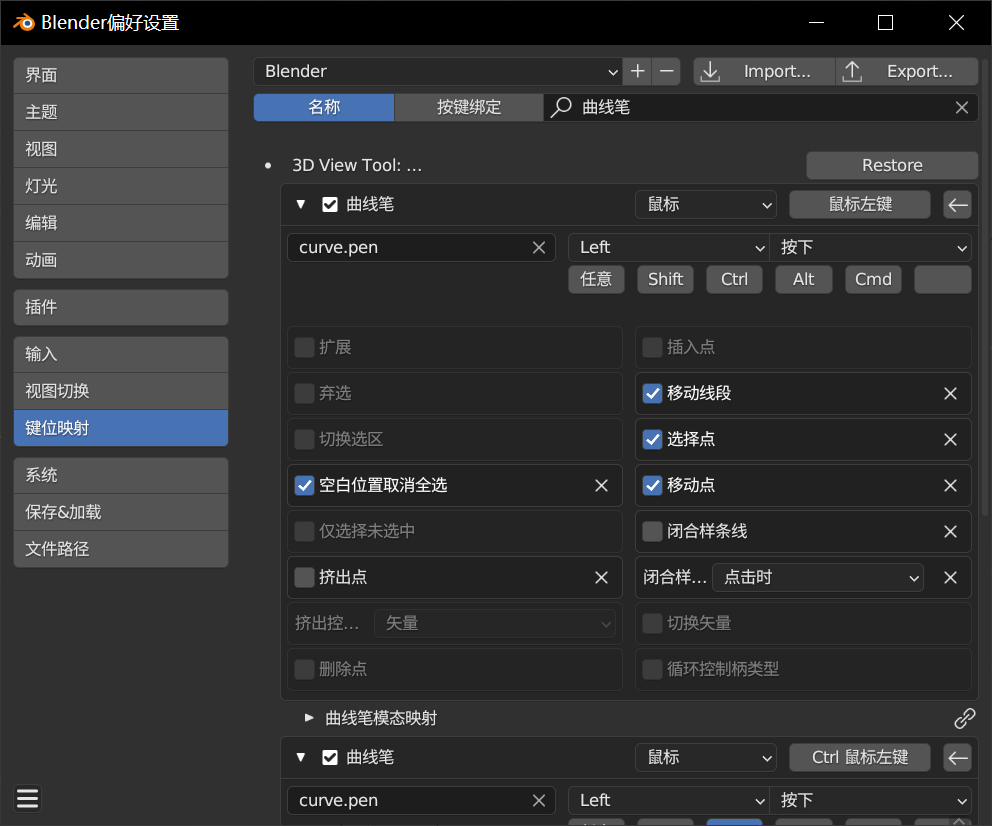 Blender偏好设置
界面
主题
视图
灯光
编辑
动画
插件
输入
视图切换
键位映射
系统
保存&加载
文件路径
Blender
Import...
Export...
名称
按键绑定
曲线笔
3D View Tool: ...
Restore
曲线笔
鼠标
鼠标左键
curve.pen
Left
按下
任意
Shift
Ctrl
Alt
Cmd
扩展
插入点
弃选
移动线段
切换选区
选择点
空白位置取消全选
移动点
仅选择未选中
闭合样条线
挤出点
闭合样...
点击时
挤出控...
矢量
切换矢量
删除点
循环控制柄类型
曲线笔模态映射
曲线笔
鼠标
Ctrl 鼠标左键
curve.pen
Left
按下